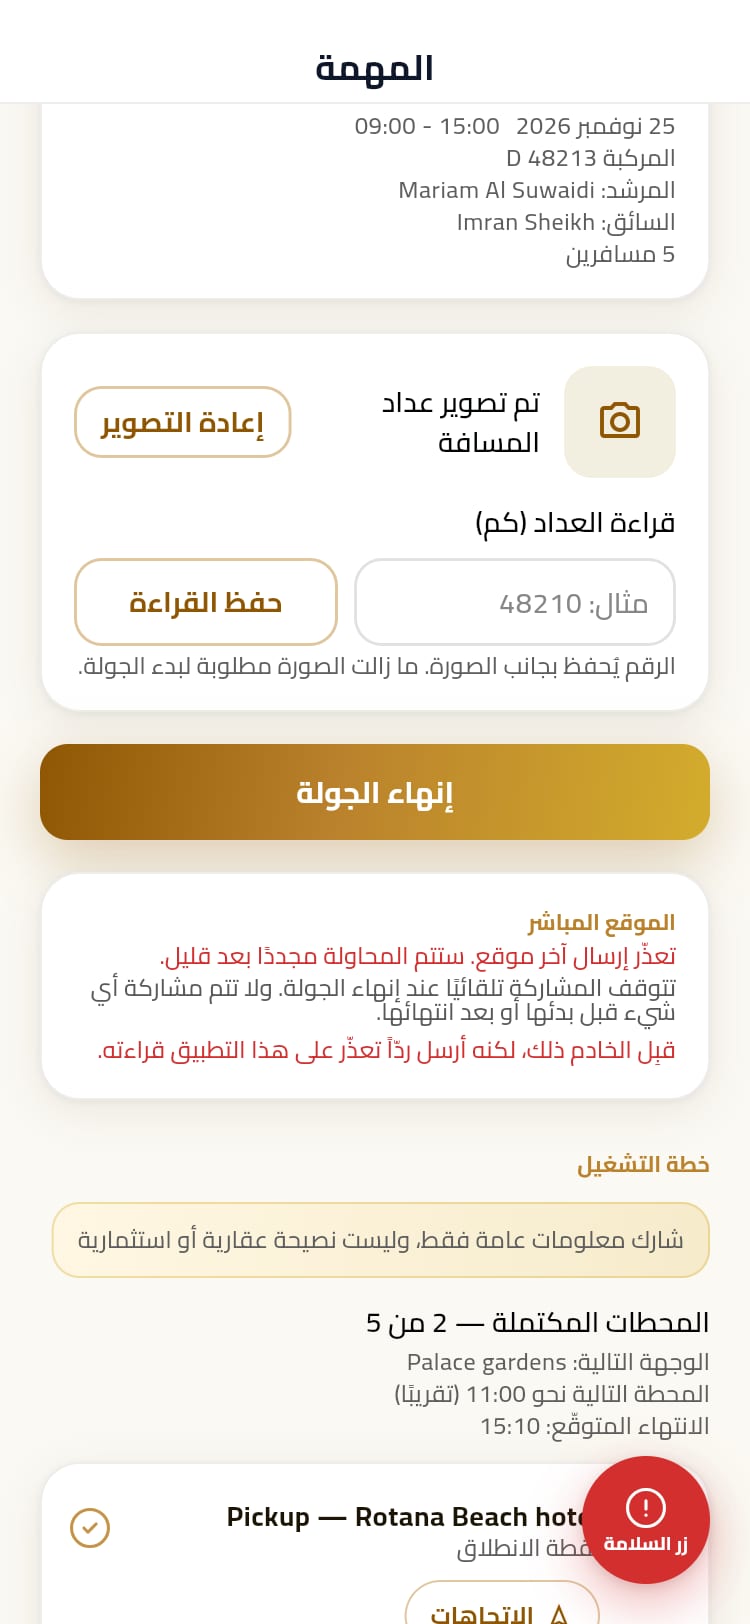 المهمة
25 نوفمبر 2026 09:00 - 15:00
المركبة D 48213
المرشد: Mariam Al Suwaidi
السائق: Imran Sheikh
5 مسافرين
تم تصوير عداد
المسافة
إعادة التصوير
قراءة العداد (كم)
مثال: 48210
حفظ القراءة
الرقم يُحفظ بجانب الصورة. ما زالت الصورة مطلوبة لبدء الجولة.
إنهاء الجولة
الموقع المباشر
تعذّر إرسال آخر موقع. ستتم المحاولة مجددًا بعد قليل.
تتوقف المشاركة تلقائيًا عند إنهاء الجولة. ولا تتم مشاركة أي
شيء قبل بدئها أو بعد انتهائها.
قبِل الخادم ذلك، لكنه أرسل ردّاً تعذّر على هذا التطبيق قراءته.
خطة التشغيل
شارك معلومات عامة فقط، وليست نصيحة عقارية أو استثمارية
المحطات المكتملة — 2 من 5
الوجهة التالية: Palace gardens
المحطة التالية نحو 11:00 (تقريبًا)
الانتهاء المتوقّع: 15:10
Pickup — Rotana Beach
الانطلاق
زر السلامة
الاتجاهات